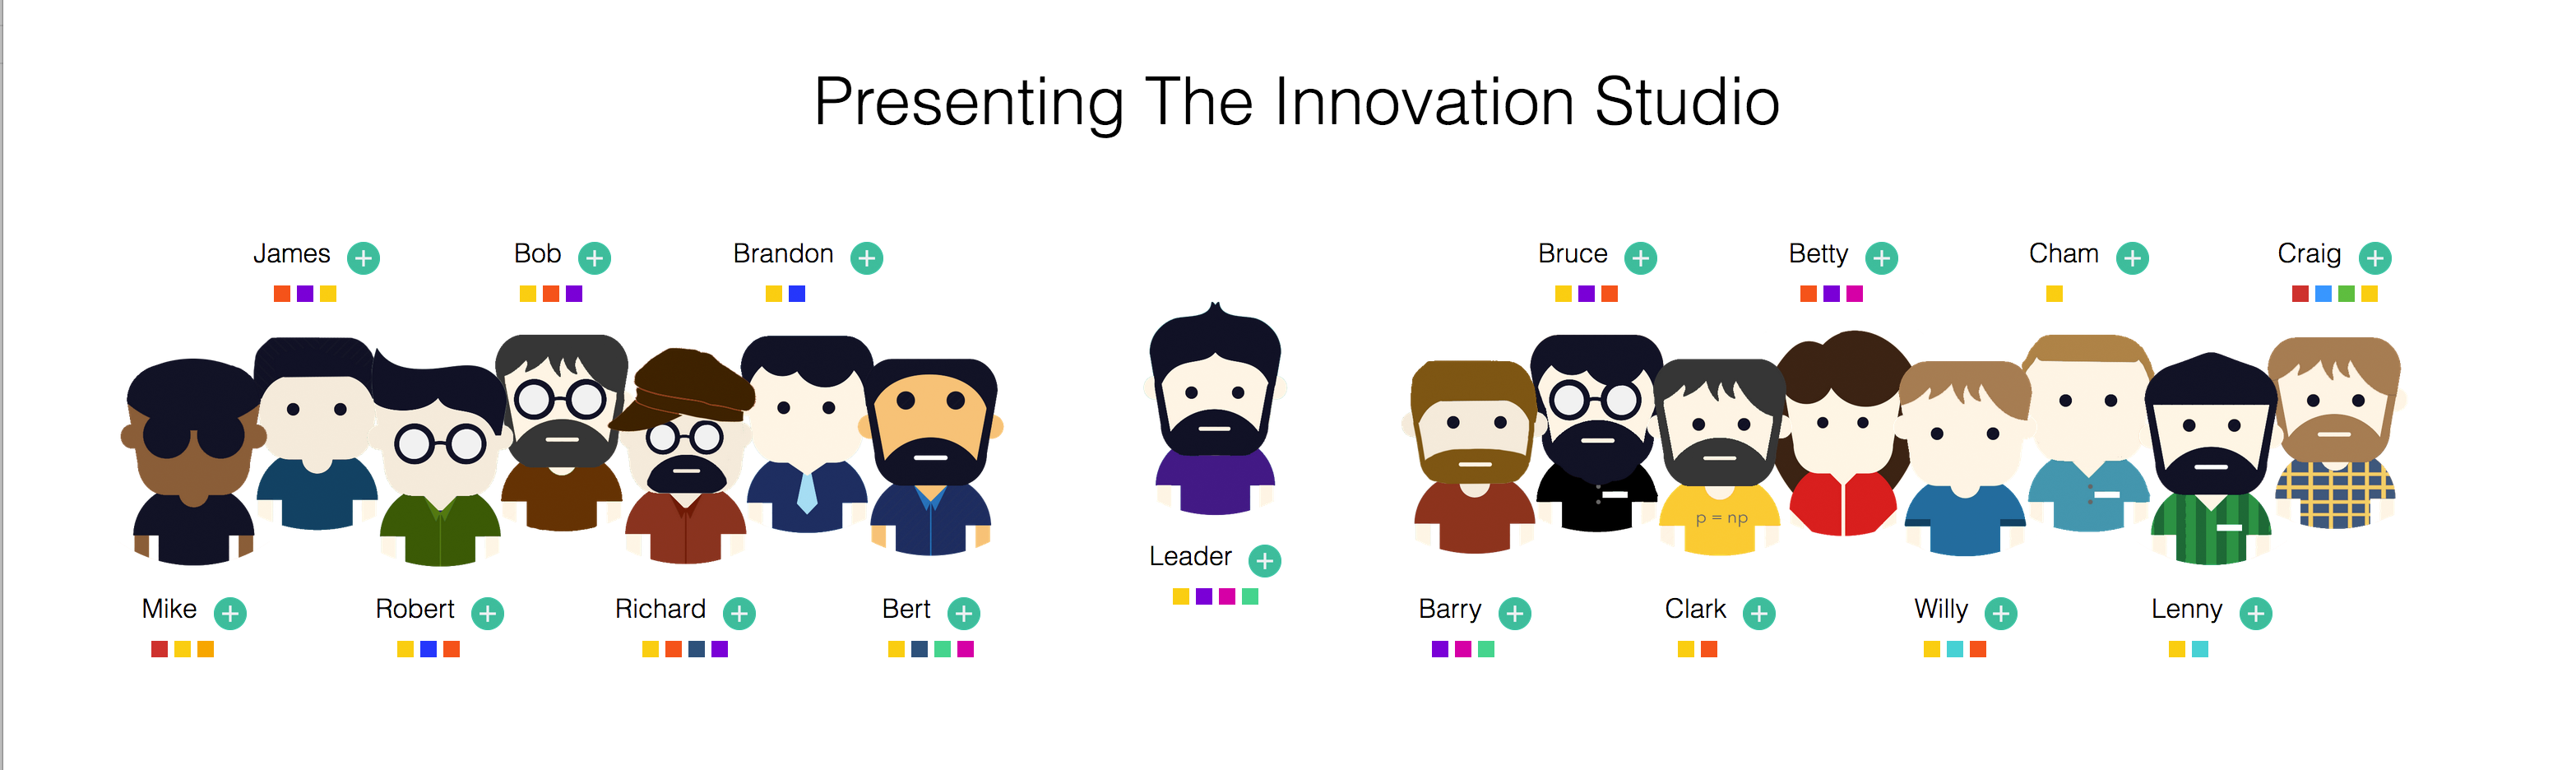 Presenting The Innovation Studio
James
Bob
Brandon
Bruce
Betty
Cham
Craig
p = np
Leader
Mike
Robert
Richard
Bert
Barry
Clark
Willy
Lenny